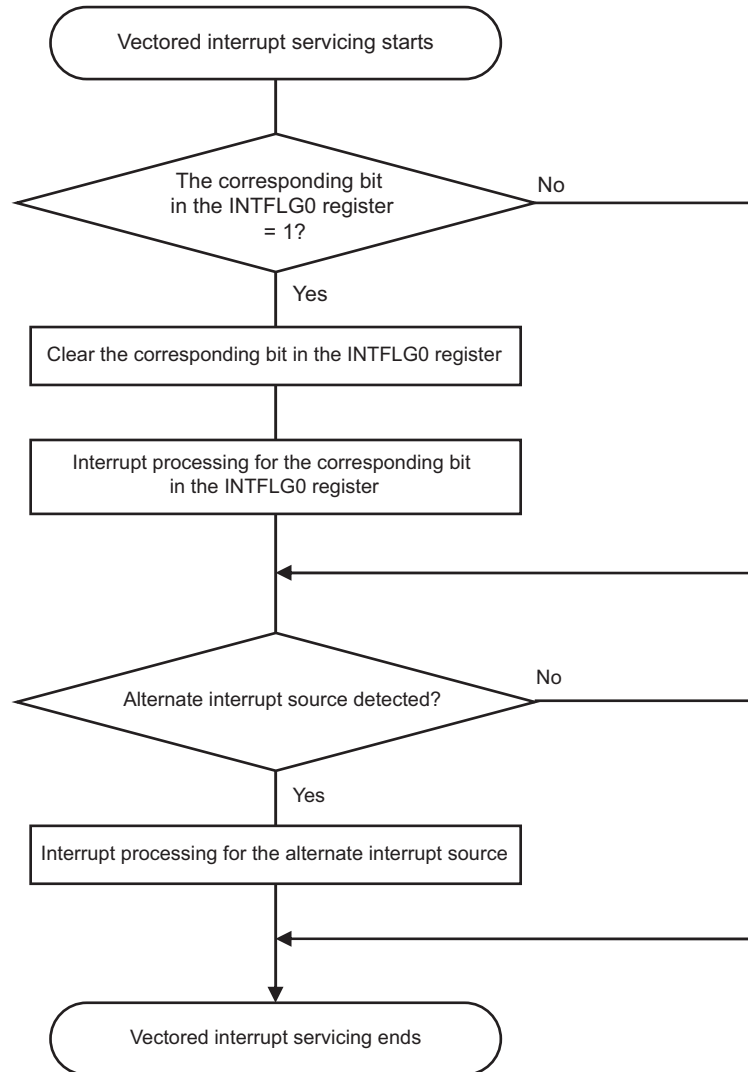 Vectored interrupt servicing starts
The corresponding bit
in the INTFLG0 register
= 1?
No
Yes
Clear the corresponding bit in the INTFLG0 register
Interrupt processing for the corresponding bit
in the INTFLG0 register
Alternate interrupt source detected?
No
Yes
Interrupt processing for the alternate interrupt source
Vectored interrupt servicing ends